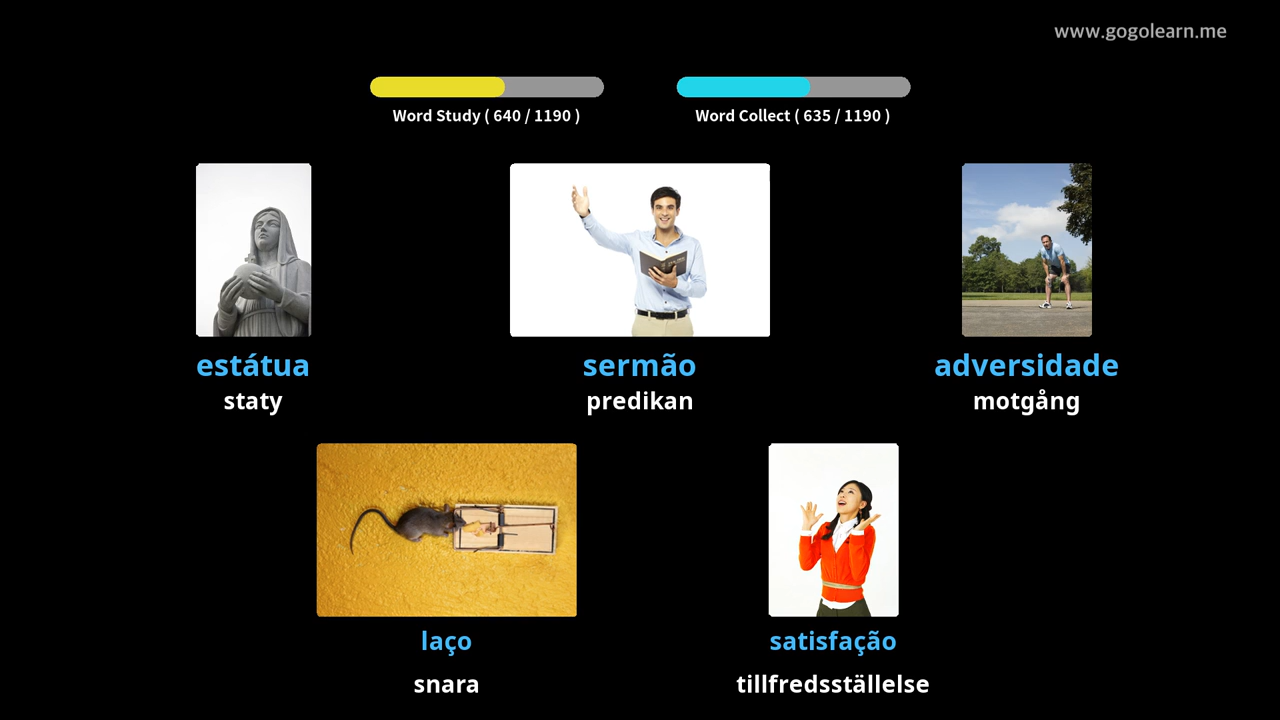 www.gogolearn.me
Word Study ( 640 / 1190 )
Word Collect ( 635 / 1190 )
estátua
staty
sermão
predikan
adversidade
motgång
laço
snara
satisfação
tillfredsställelse